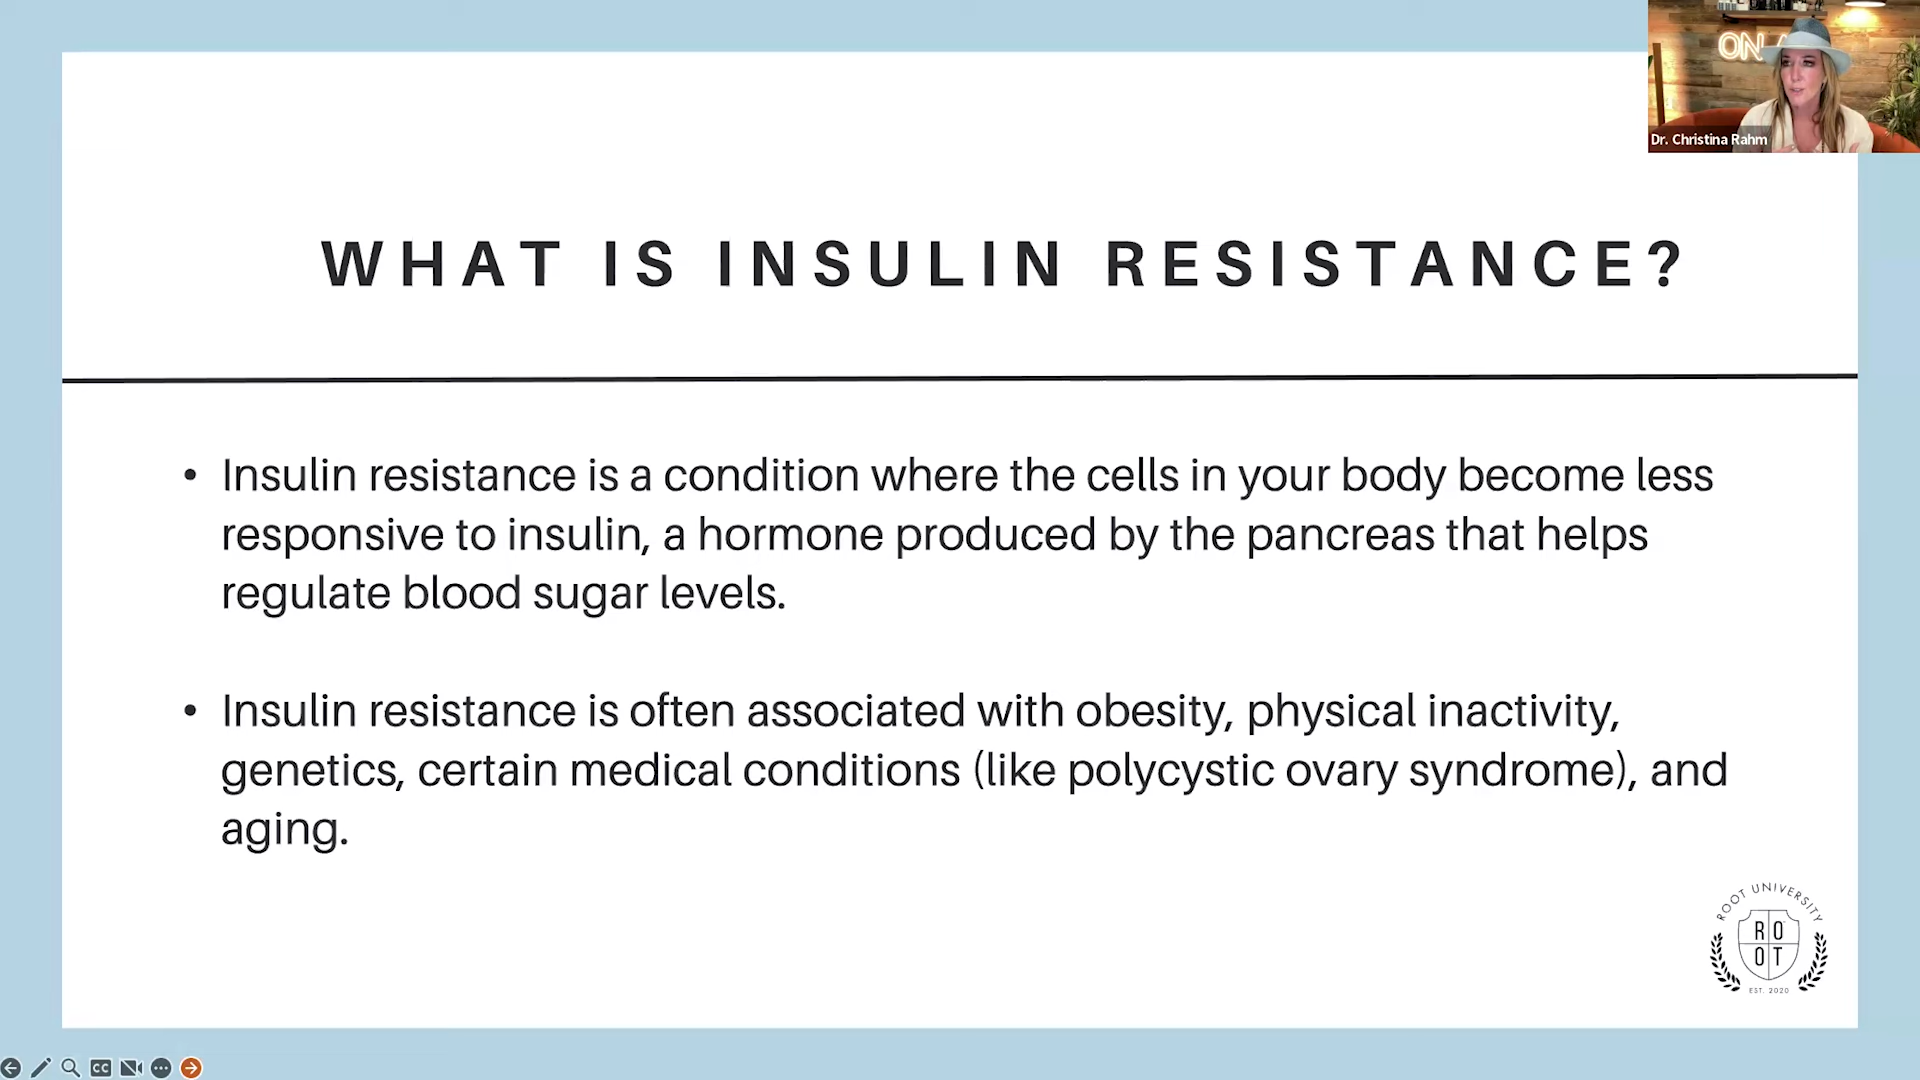 ON A
Dr. Christina Rahm
WHAT IS INSULIN RESISTANCE?
• Insulin resistance is a condition where the cells in your body become less
responsive to insulin, a hormone produced by the pancreas that helps
regulate blood sugar levels.
• Insulin resistance is often associated with obesity, physical inactivity,
genetics, certain medical conditions (like polycystic ovary syndrome), and
aging.
ROOT UNIVERSITY
RO
OT
EST. 2020
CC